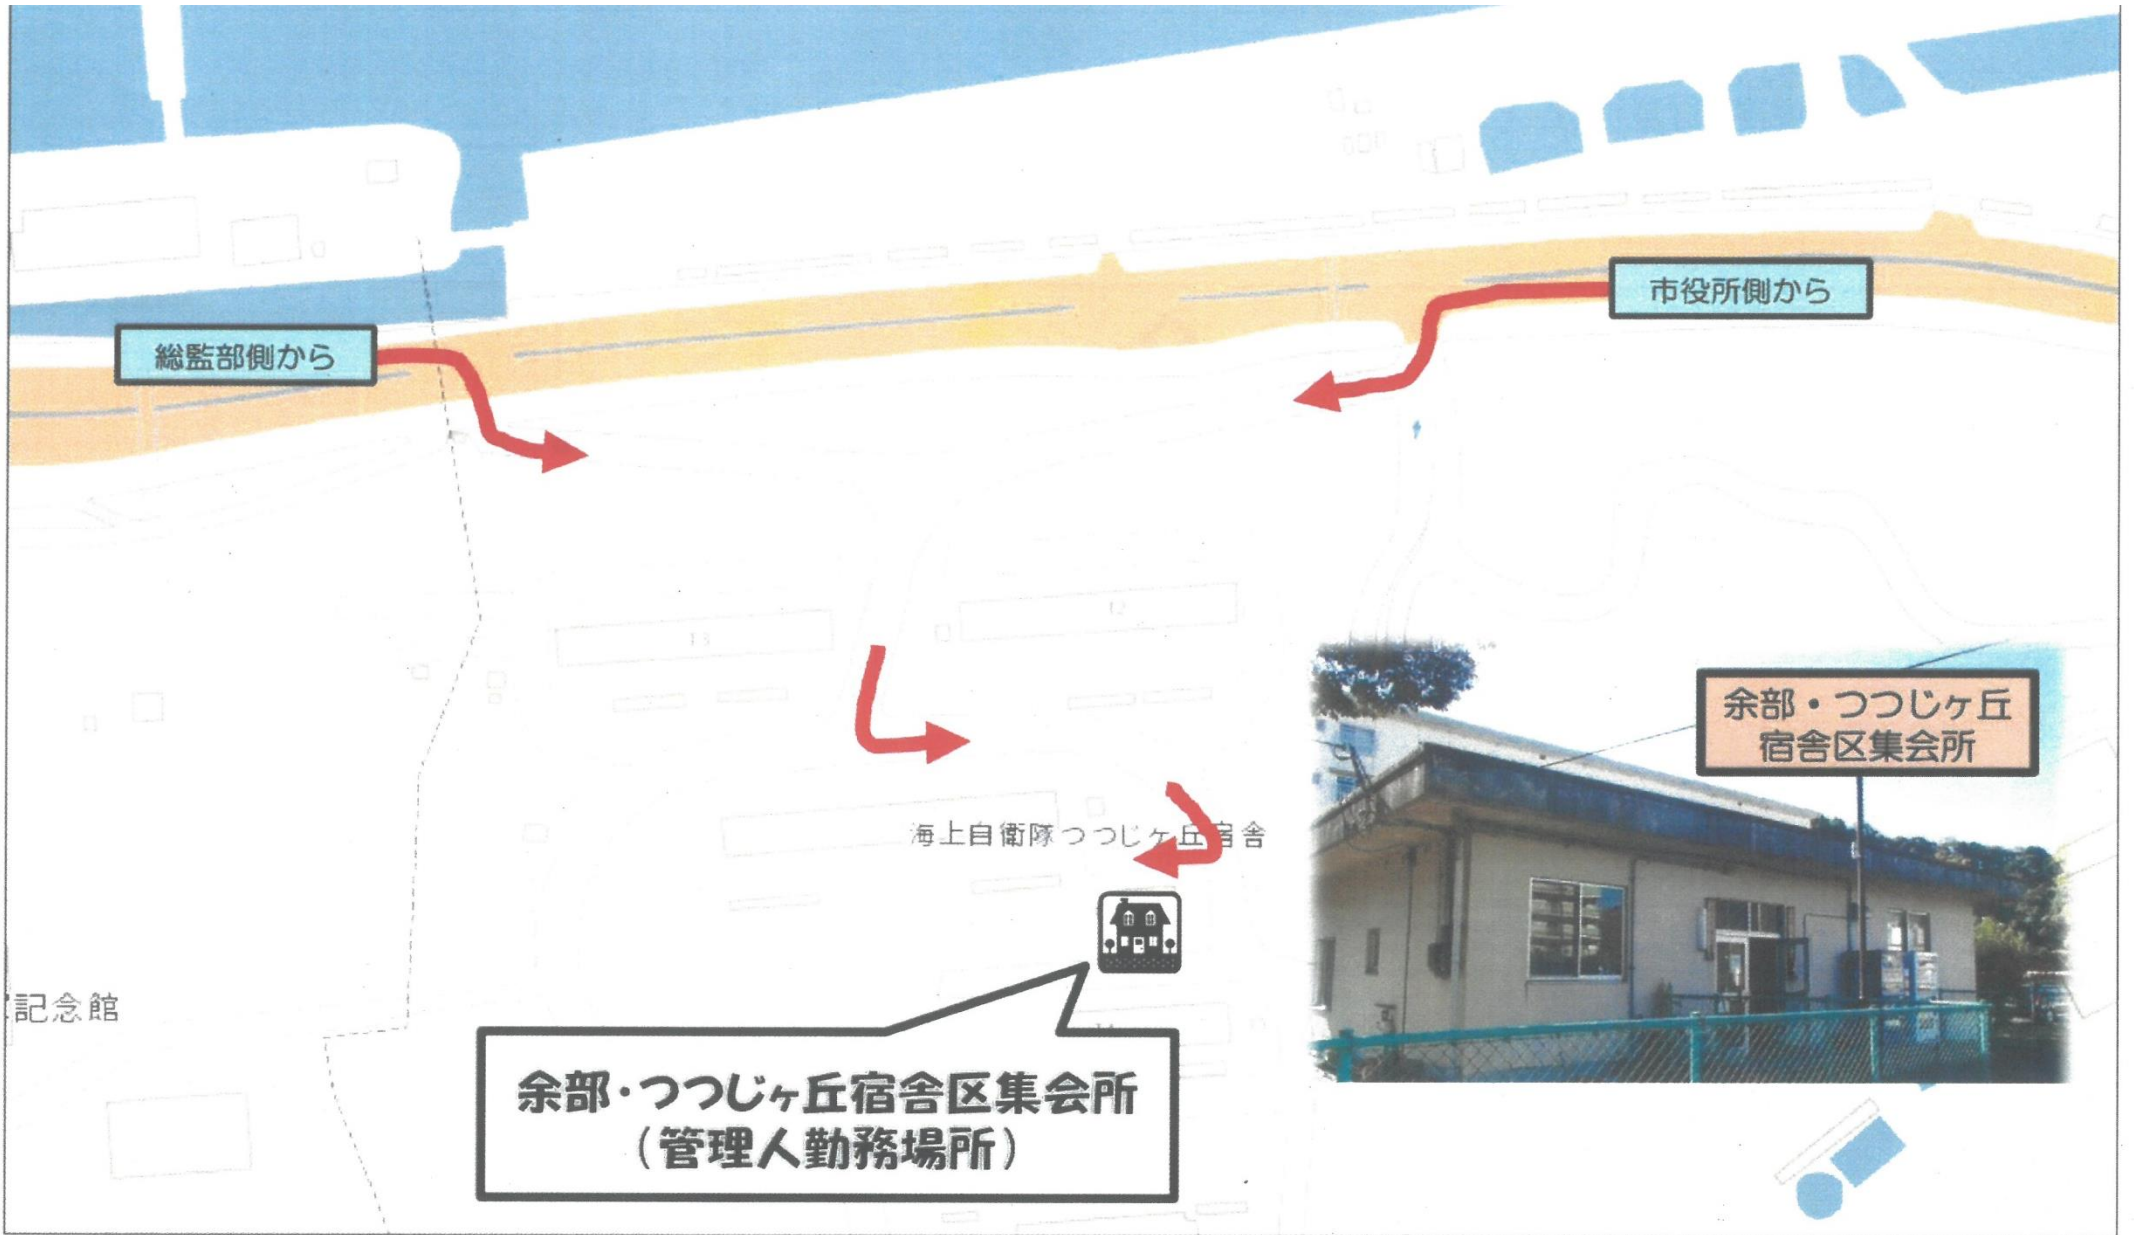 市役所側から
総監部側から
13
12
余部・つつじヶ丘
宿舎区集会所
海上自衛隊つつじヶ丘宿舎
記念館
余部・つつじヶ丘宿舎区集会所
(管理人勤務場所)